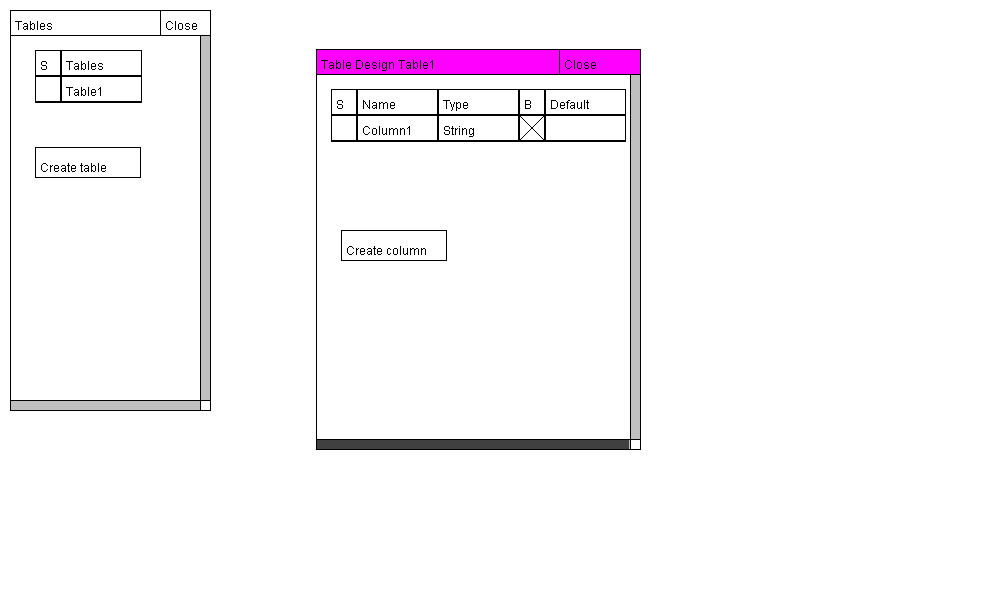 Tables Close
S Tables
Table1
Create table
Table Design Table1 Close
S Name Type B Default
Column1 String
Create column